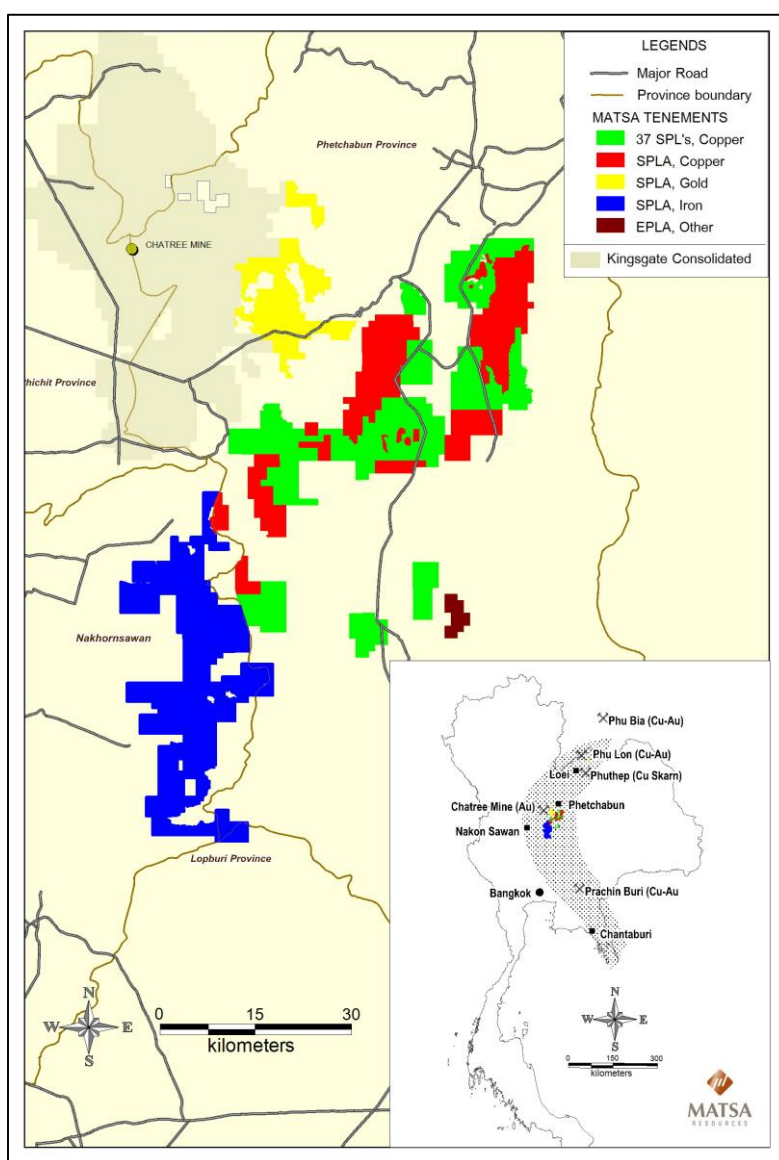 LEGENDS
Major Road
Province boundary
MATSA TENEMENTS
37 SPL's, Copper
SPLA, Copper
SPLA, Gold
SPLA, Iron
EPLA, Other
Kingsgate Consolidated
Phetchabun Province
CHATREE MINE
hichit Province
Nakhornsawan
Lopburi Province
N
W E
S
0 15 30
kilometers
Phu Bia (Cu-Au)
Phu Lon (Cu-Au)
Loei
Phuthep (Cu Skarn)
Chatree Mine (Au)
Phetchabun
Nakon Sawan
Bangkok
Prachin Buri (Cu-Au
Chantaburi
N
W E
S
0 150 300
kilometers
MATSA
RESOURCES